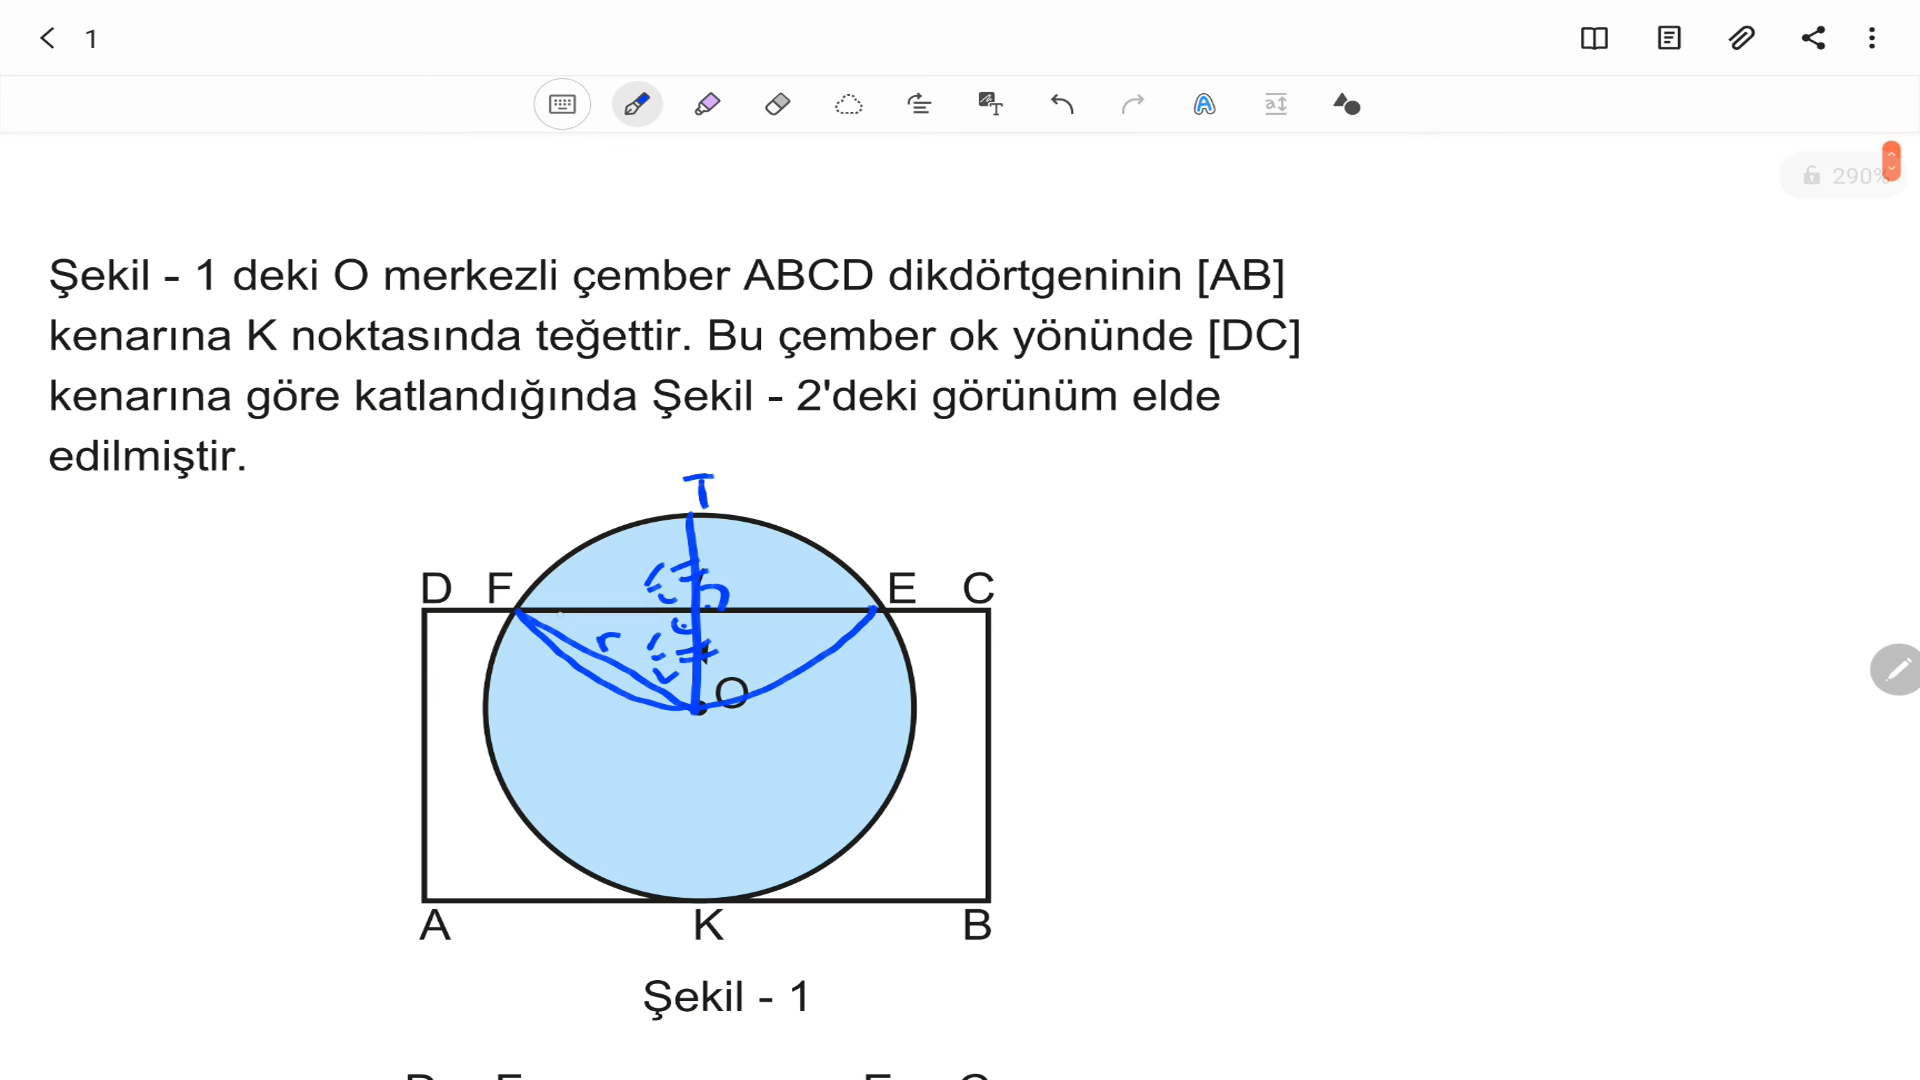 1
290%
Şekil - 1 deki O merkezli çember ABCD dikdörtgeninin [AB]
kenarına K noktasında teğettir. Bu çember ok yönünde [DC]
kenarına göre katlandığında Şekil - 2'deki görünüm elde
edilmiştir.
T
D F E C
r
O
A K B
Şekil - 1